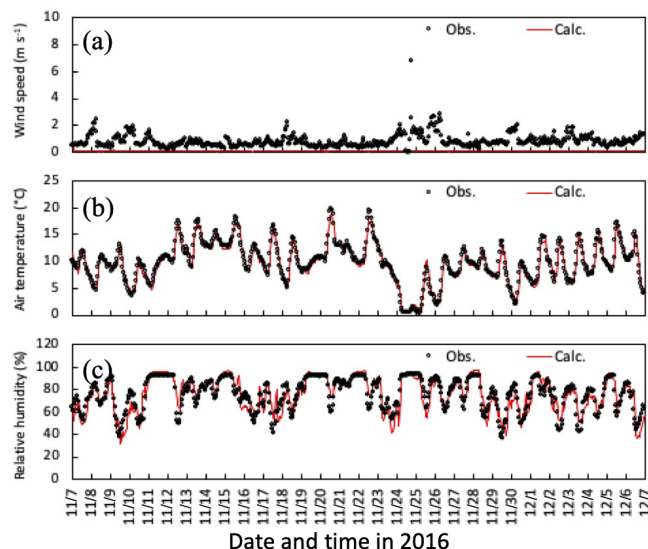 (a)
Obs. Calc.
Wind speed (m s⁻¹)
10
8
6
4
2
0
(b)
Obs. Calc.
Air temperature (°C)
25
20
15
10
5
0
(c)
Obs. Calc.
Relative humidity (%)
120
100
80
60
40
20
0
11/7 11/8 11/9 11/10 11/11 11/12 11/13 11/14 11/15 11/16 11/17 11/18 11/19 11/20 11/21 11/22 11/23 11/24 11/25 11/26 11/27 11/28 11/29 11/30 12/1 12/2 12/3 12/4 12/5 12/6 12/7
Date and time in 2016